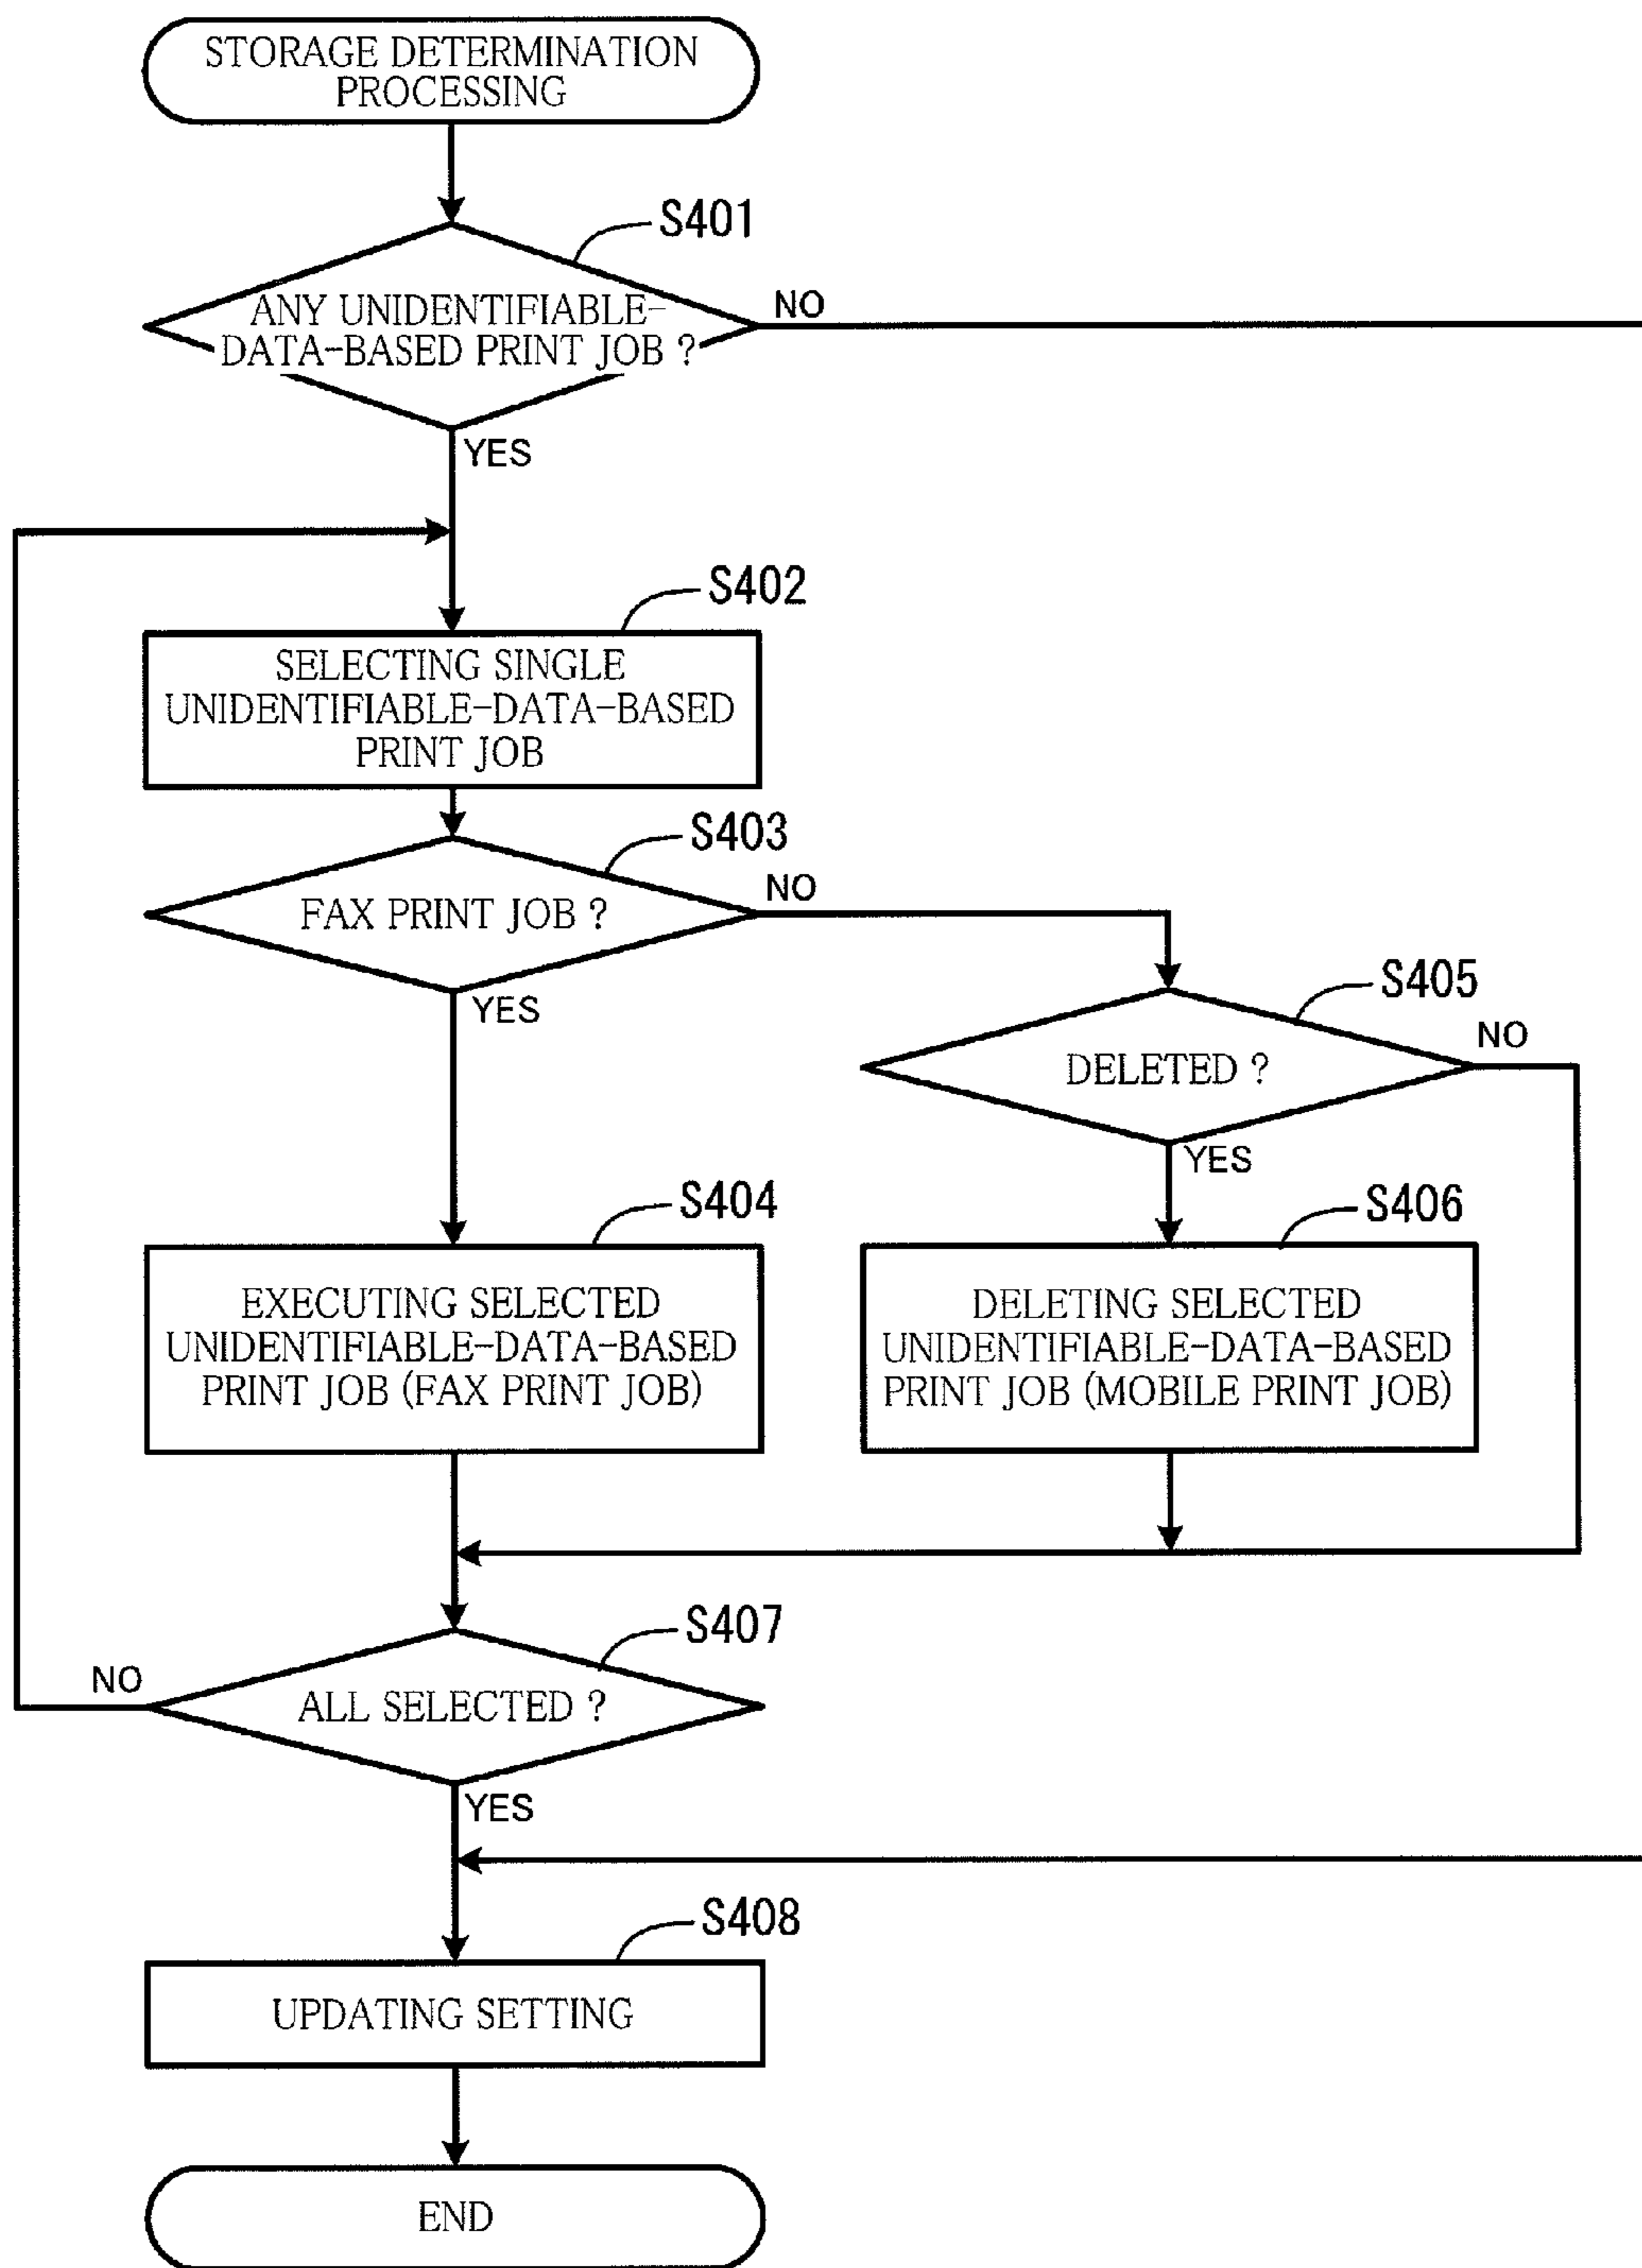 STORAGE DETERMINATION
PROCESSING
S401
ANY UNIDENTIFIABLE-
DATA-BASED PRINT JOB ?
NO
YES
S402
SELECTING SINGLE
UNIDENTIFIABLE-DATA-BASED
PRINT JOB
S403
FAX PRINT JOB ?
NO
YES
S405
DELETED ?
NO
YES
S404
EXECUTING SELECTED
UNIDENTIFIABLE-DATA-BASED
PRINT JOB (FAX PRINT JOB)
S406
DELETING SELECTED
UNIDENTIFIABLE-DATA-BASED
PRINT JOB (MOBILE PRINT JOB)
S407
NO
ALL SELECTED ?
YES
S408
UPDATING SETTING
END